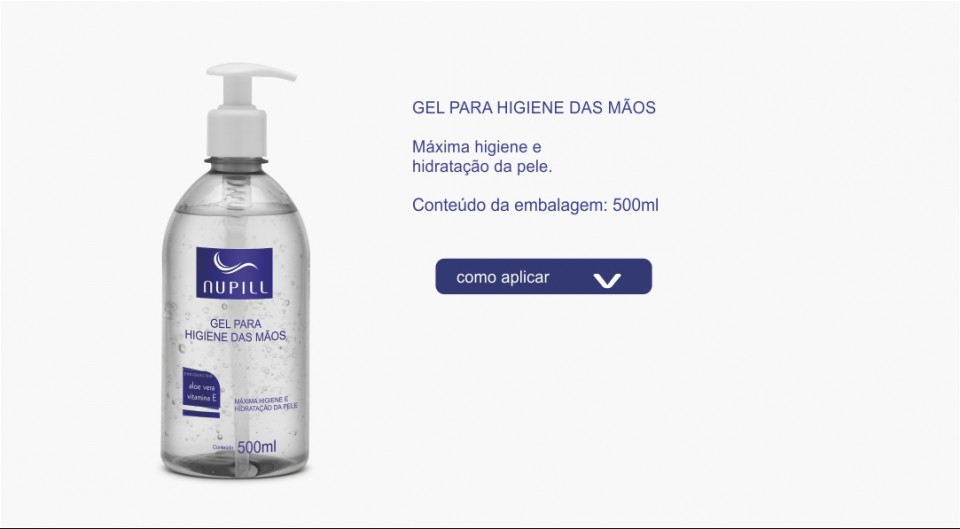 GEL PARA HIGIENE DAS MÃOS
Máxima higiene e
hidratação da pele.
Conteúdo da embalagem: 500ml
como aplicar
NUPILL
GEL PARA
HIGIENE DAS MÃOS
aloe vera
vitamina E
MÁXIMA HIGIENE E
HIDRATAÇÃO DA PELE
Conteúdo: 500ml